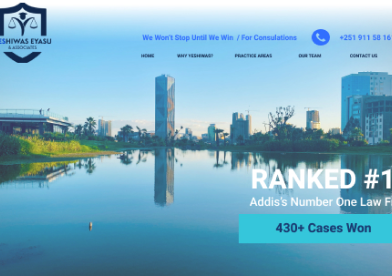 ESHIWAS EYASU
& ASSOCIATES
We Won't Stop Until We Win / For Consulations
+251 911 58 16
HOME
WHY YESHIWAS?
PRACTICE AREAS
OUR TEAM
CONTACT US
RANKED #1
Addis's Number One Law F
430+ Cases Won